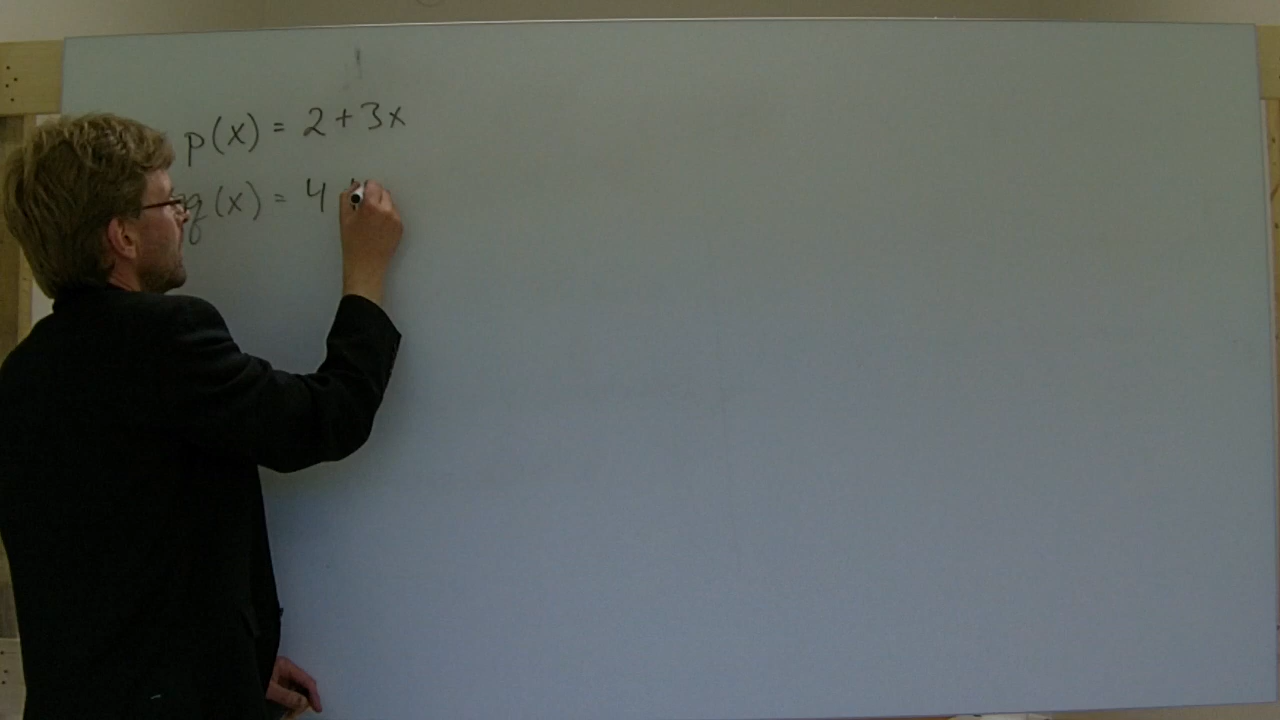 p(x) = 2+3x
q(x) = 4